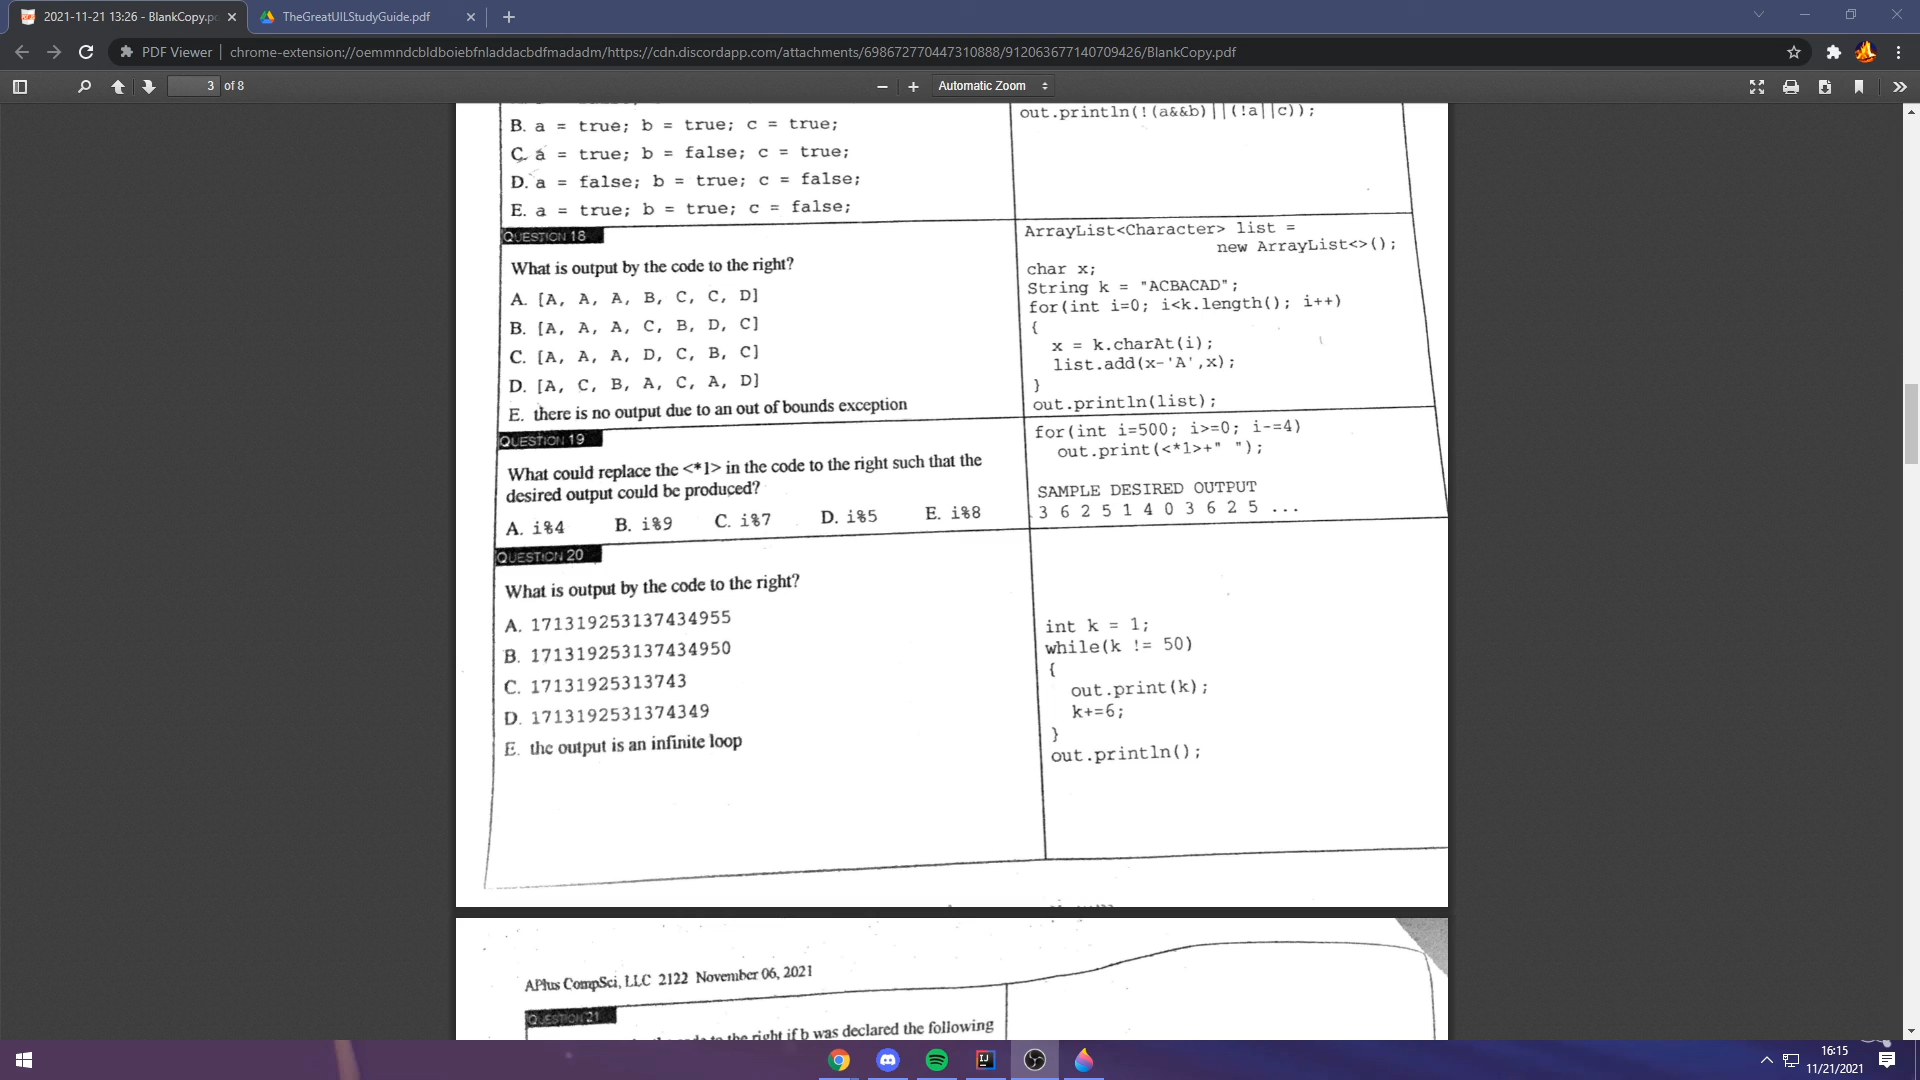 2021-11-21 13:26 - BlankCopy.pd
TheGreatUILStudyGuide.pdf
PDF Viewer
chrome-extension://oemmndcbldboiebfnladdacbdfmadadm/https://cdn.discordapp.com/attachments/698672770447310888/912063677140709426/BlankCopy.pdf
3 of 8
Automatic Zoom
B. a = true; b = true; c = true;
C. a = true; b = false; c = true;
D. a = false; b = true; c = false;
E. a = true; b = true; c = false;
out.println(!(a&&b)||(!a||c));
QUESTION 18
What is output by the code to the right?
A. [A, A, A, B, C, C, D]
B. [A, A, A, C, B, D, C]
C. [A, A, A, D, C, B, C]
D. [A, C, B, A, C, A, D]
E. there is no output due to an out of bounds exception
ArrayList<Character> list =
new ArrayList<>();
char x;
String k = "ACBACAD";
for(int i=0; i<k.length(); i++)
{
x = k.charAt(i);
list.add(x-'A',x);
}
out.println(list);
QUESTION 19
What could replace the <*1> in the code to the right such that the
desired output could be produced?
A. i%4 B. i%9 C. i%7 D. i%5 E. i%8
for(int i=500; i>=0; i-=4)
out.print(<*1>+" ");
SAMPLE DESIRED OUTPUT
3 6 2 5 1 4 0 3 6 2 5 ...
QUESTION 20
What is output by the code to the right?
A. 171319253137434955
B. 171319253137434950
C. 17131925313743
D. 1713192531374349
E. the output is an infinite loop
int k = 1;
while(k != 50)
{
out.print(k);
k+=6;
}
out.println();
APlus CompSci, LLC 2122 November 06, 2021
QUESTION 21
to the right if b was declared the following
16:15
11/21/2021